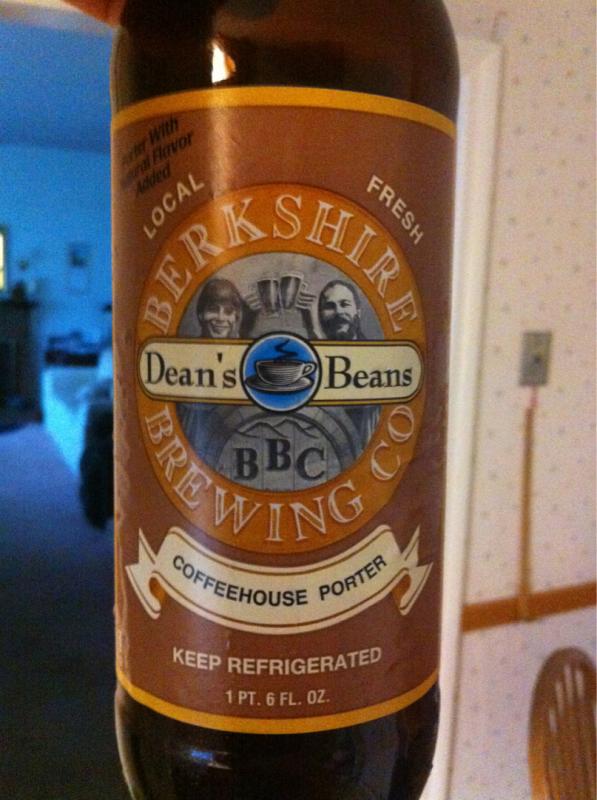 Porter With
Natural Flavor
Added
LOCAL
FRESH
BERKSHIRE
Dean's Beans
BBC
BREWING CO
COFFEEHOUSE PORTER
KEEP REFRIGERATED
1 PT. 6 FL. OZ.